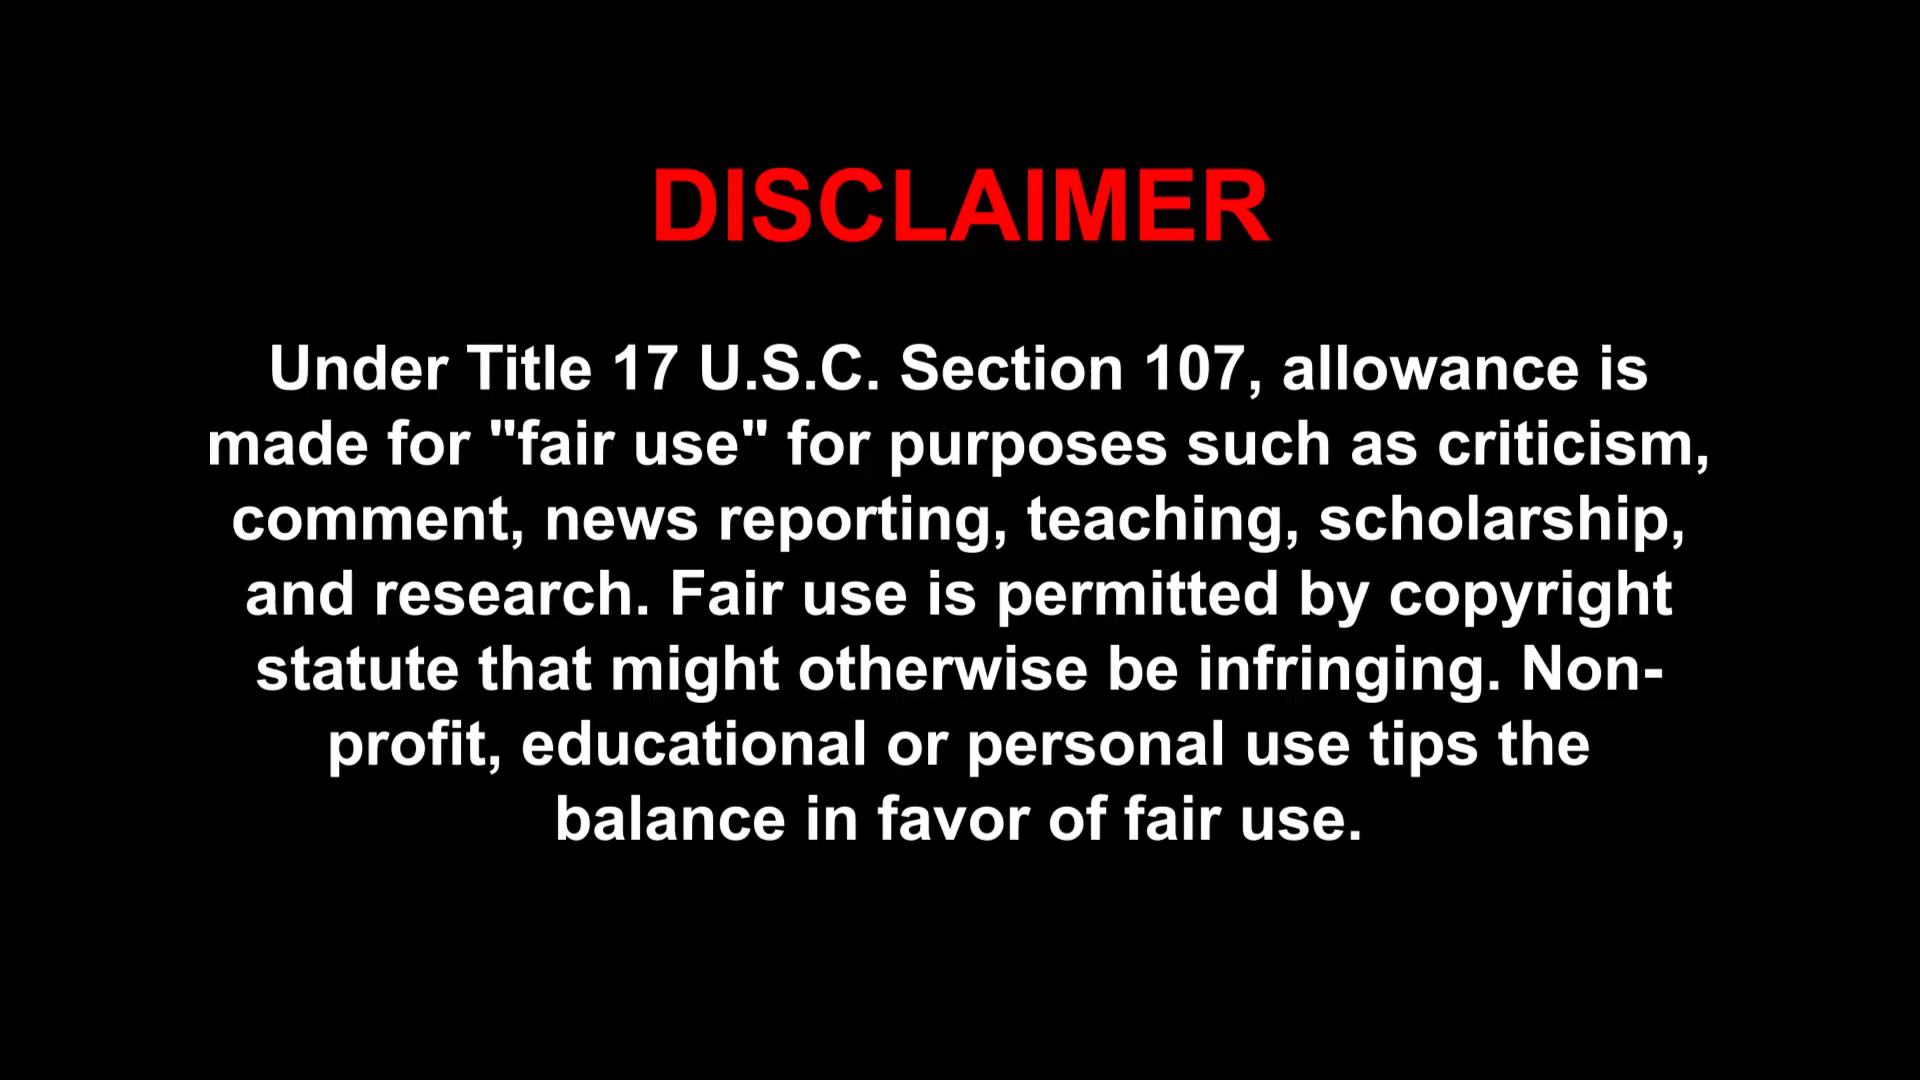 DISCLAIMER
Under Title 17 U.S.C. Section 107, allowance is
made for "fair use" for purposes such as criticism,
comment, news reporting, teaching, scholarship,
and research. Fair use is permitted by copyright
statute that might otherwise be infringing. Non-
profit, educational or personal use tips the
balance in favor of fair use.